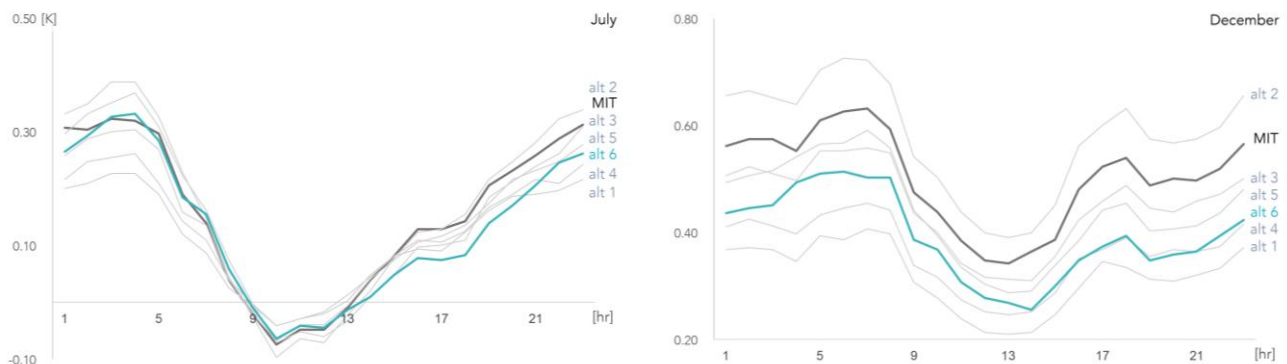 0.50 [K]
July
0.30
0.10
-0.10
1
5
9
13
17
21
[hr]
alt 2
MIT
alt 3
alt 5
alt 6
alt 4
alt 1
0.80
December
0.60
0.40
0.20
1
5
9
13
17
21
[hr]
alt 2
MIT
alt 3
alt 5
alt 6
alt 4
alt 1